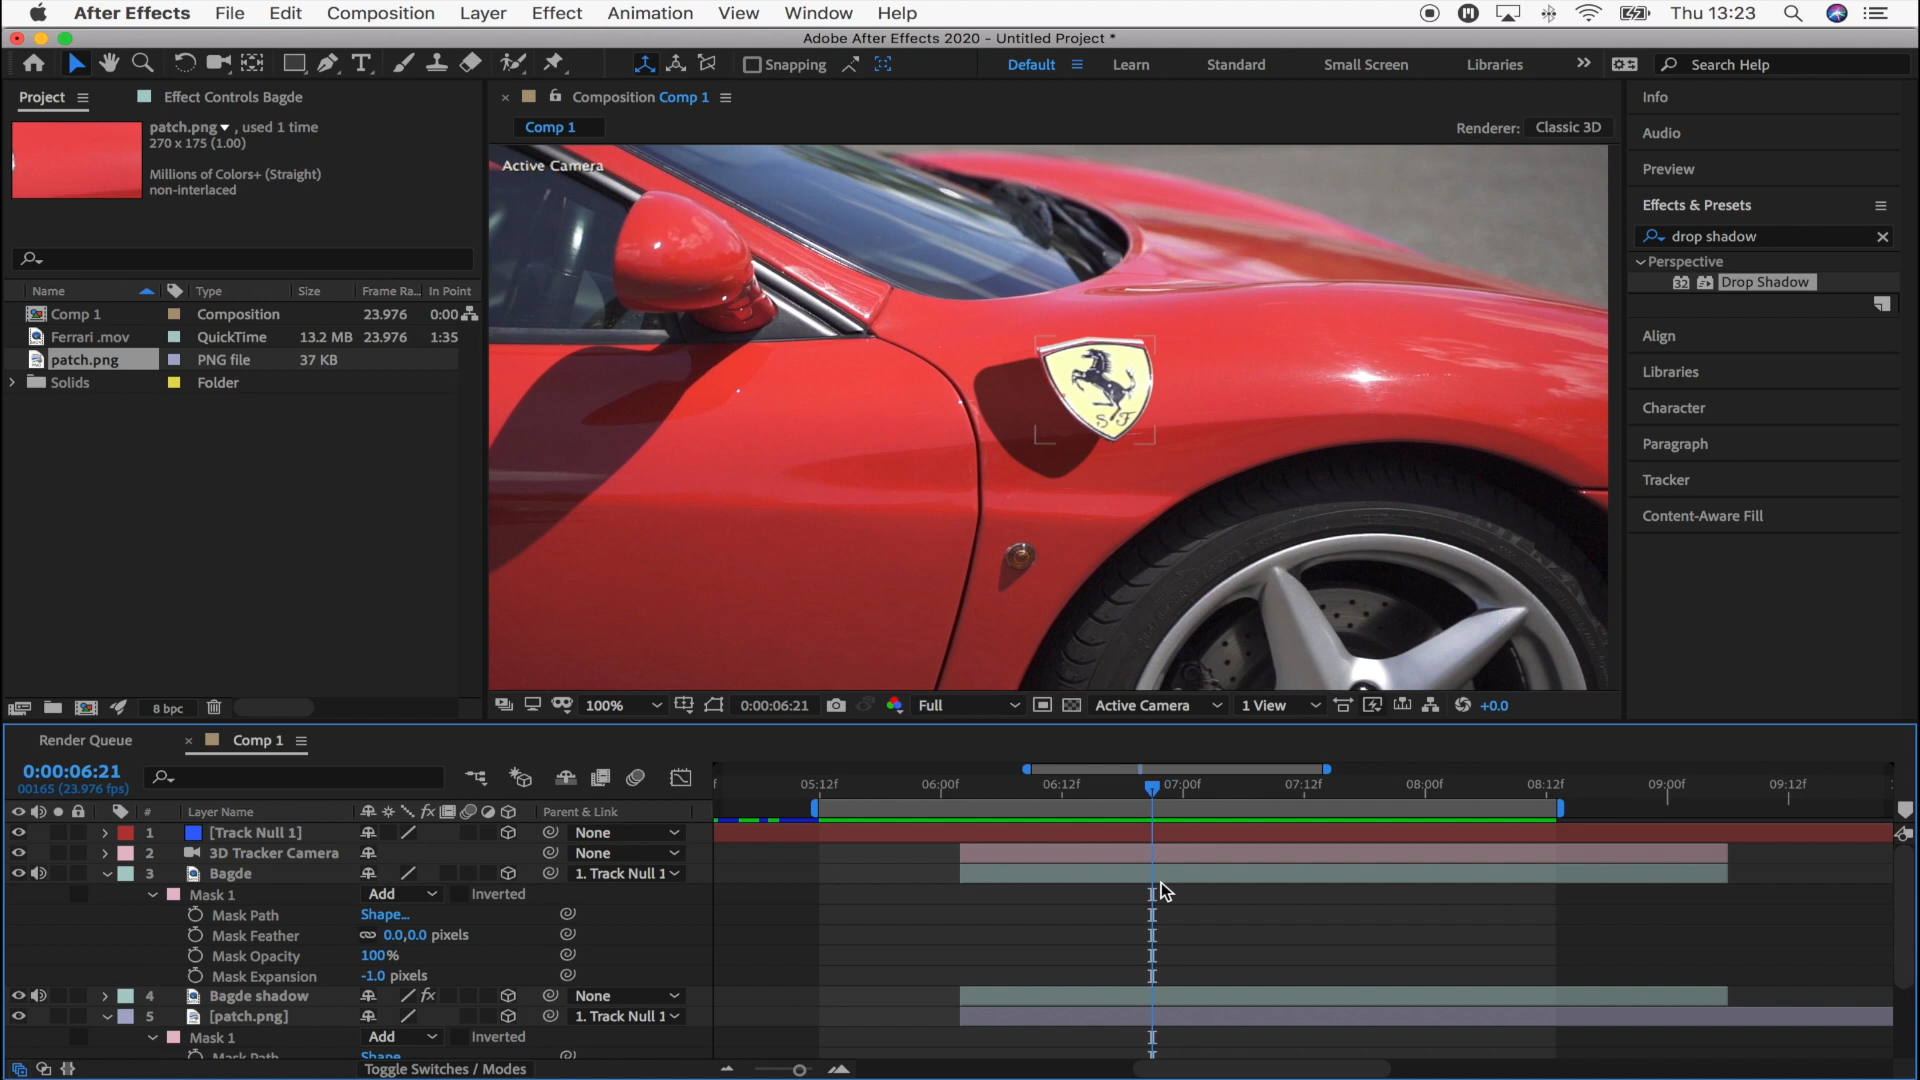 After Effects File Edit Composition Layer Effect Animation View Window Help Thu 13:23
Adobe After Effects 2020 - Untitled Project *
Snapping Default Learn Standard Small Screen Libraries Search Help
Project Effect Controls Bagde
patch.png , used 1 time
270 x 175 (1.00)
Millions of Colors+ (Straight)
non-interlaced
Name Type Size Frame Ra... In Point
Comp 1 Composition 23.976 0:00
Ferrari .mov QuickTime 13.2 MB 23.976 1:35
patch.png PNG file 37 KB
Solids Folder
8 bpc
Composition Comp 1
Comp 1
Renderer: Classic 3D
Active Camera
S F
100% 0:00:06:21 Full Active Camera 1 View +0.0
Info
Audio
Preview
Effects & Presets
drop shadow
Perspective
32 Drop Shadow
Align
Libraries
Character
Paragraph
Tracker
Content-Aware Fill
Render Queue Comp 1
0:00:06:21
00165 (23.976 fps)
f 05:12f 06:00f 06:12f 07:00f 07:12f 08:00f 08:12f 09:00f 09:12f
# Layer Name fx Parent & Link
1 [Track Null 1] None
2 3D Tracker Camera None
3 Bagde 1. Track Null 1
Mask 1 Add Inverted
Mask Path Shape...
Mask Feather 0.0,0.0 pixels
Mask Opacity 100%
Mask Expansion -1.0 pixels
4 Bagde shadow fx None
5 [patch.png] 1. Track Null 1
Mask 1 Add Inverted
Mask Path Shape
Toggle Switches / Modes